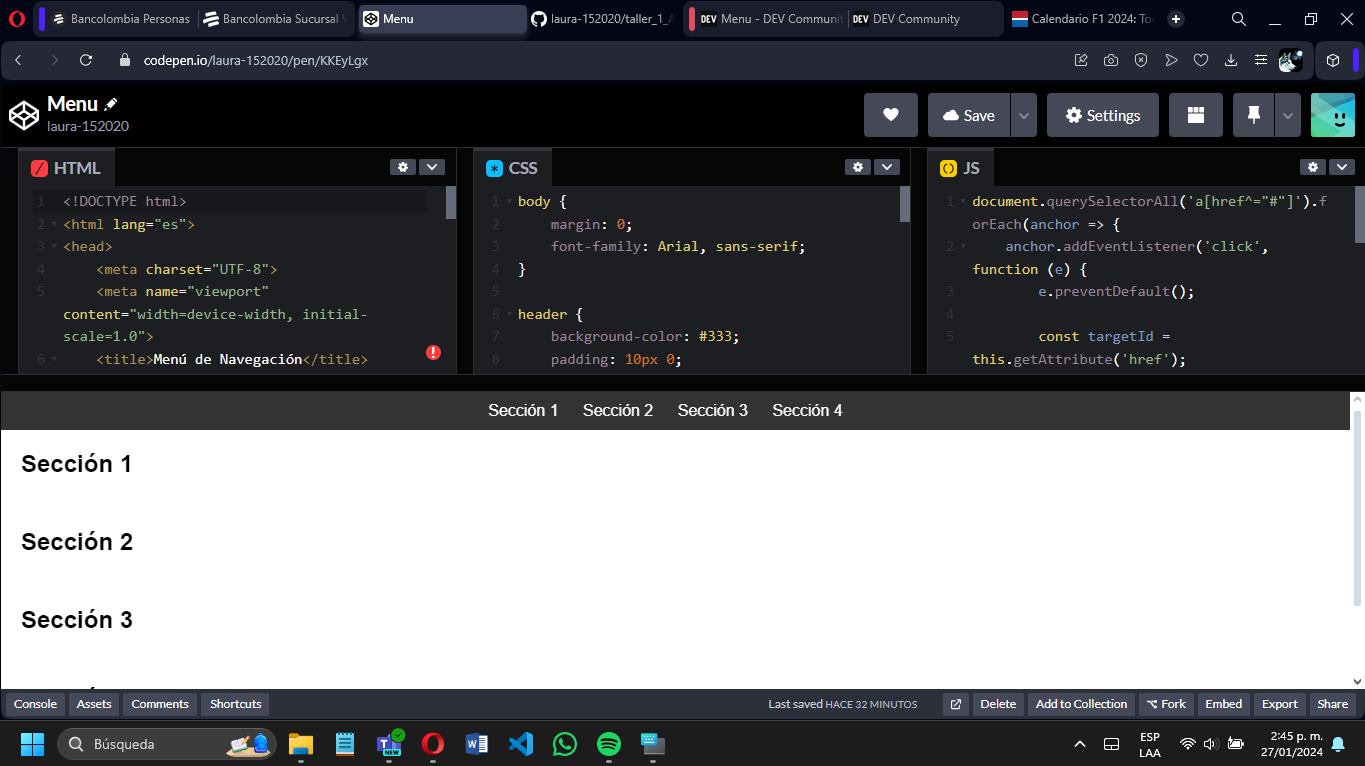 Bancolombia Personas
Bancolombia Sucursal
Menu
laura-152020/taller_1_A
DEV Menu - DEV Communit
DEV DEV Community
Calendario F1 2024: To
codepen.io/laura-152020/pen/KKEyLgx
Menu
laura-152020
Save
Settings
HTML
1 <!DOCTYPE html>
2 <html lang="es">
3 <head>
4 <meta charset="UTF-8">
5 <meta name="viewport"
content="width=device-width, initial-
scale=1.0">
6 <title>Menú de Navegación</title>
CSS
1 body {
2 margin: 0;
3 font-family: Arial, sans-serif;
4 }
5
6 header {
7 background-color: #333;
8 padding: 10px 0;
JS
1 document.querySelectorAll('a[href^="#"]').f
orEach(anchor => {
2 anchor.addEventListener('click',
function (e) {
3 e.preventDefault();
4
5 const targetId =
this.getAttribute('href');
Sección 1 Sección 2 Sección 3 Sección 4
Sección 1
Sección 2
Sección 3
Console Assets Comments Shortcuts
Last saved HACE 32 MINUTOS
Delete Add to Collection Fork Embed Export Share
Búsqueda
NEW
ESP
LAA
2:45 p. m.
27/01/2024